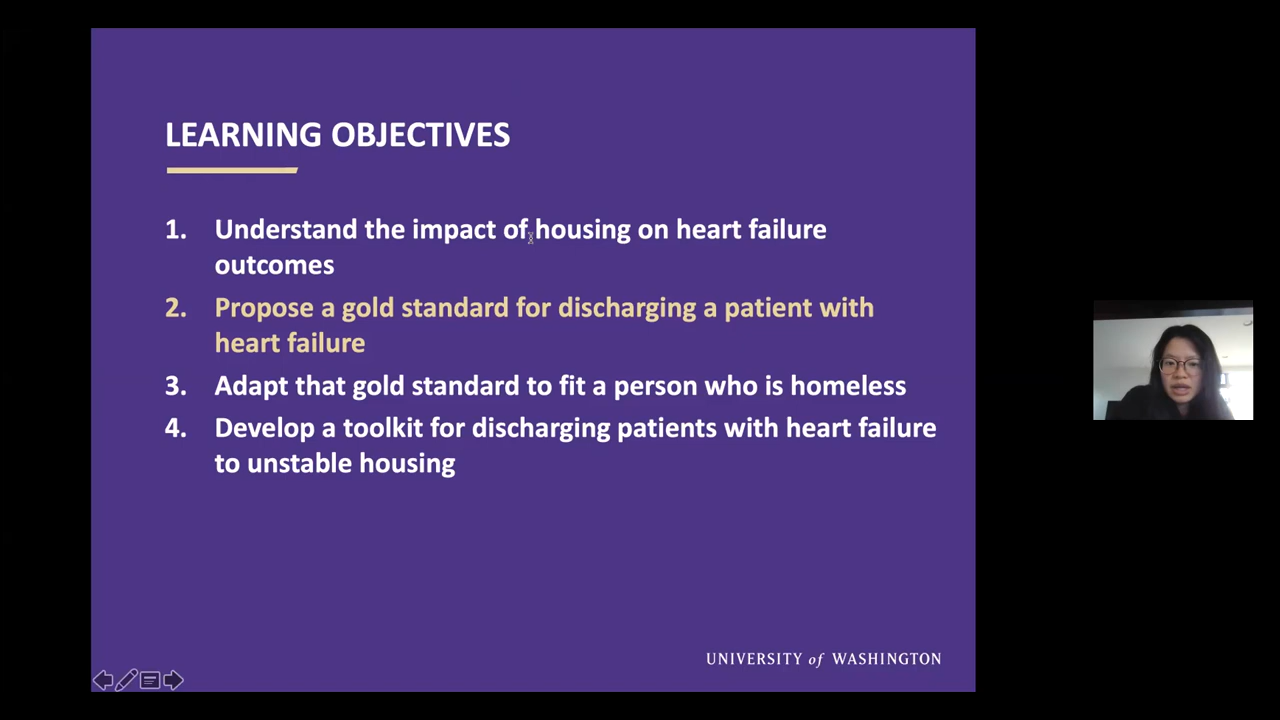 LEARNING OBJECTIVES
1. Understand the impact of housing on heart failure
outcomes
2. Propose a gold standard for discharging a patient with
heart failure
3. Adapt that gold standard to fit a person who is homeless
4. Develop a toolkit for discharging patients with heart failure
to unstable housing
UNIVERSITY of WASHINGTON